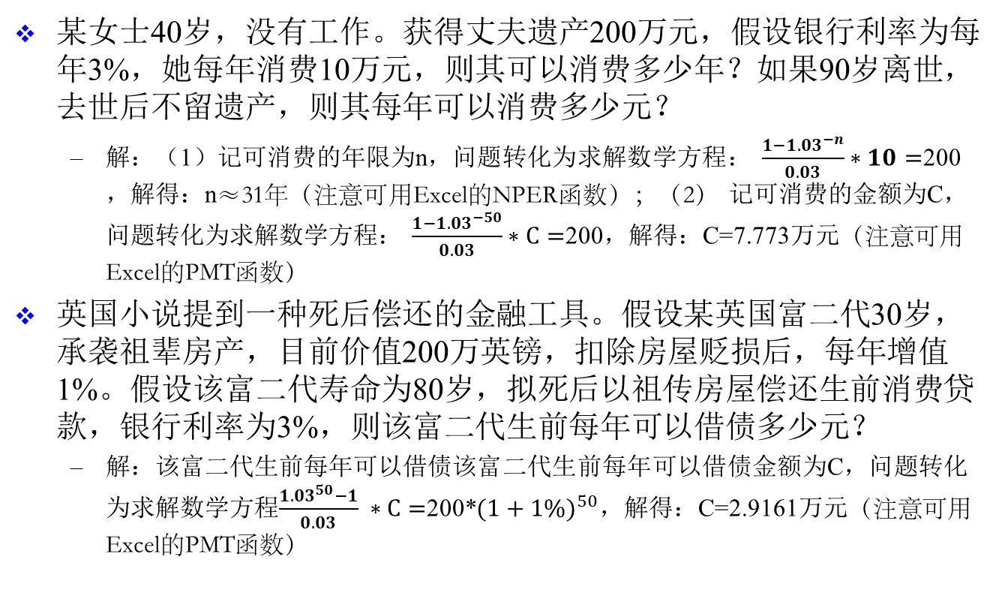 ❖ 某女士40岁，没有工作。获得丈夫遗产200万元，假设银行利率为每
年3%，她每年消费10万元，则其可以消费多少年？如果90岁离世，
去世后不留遗产，则其每年可以消费多少元？
– 解：（1）记可消费的年限为n，问题转化为求解数学方程： \frac{1−1.03^{−n}}{0.03} * 10 =200
，解得：n≈31年（注意可用Excel的NPER函数）；（2） 记可消费的金额为C，
问题转化为求解数学方程： \frac{1−1.03^{−50}}{0.03} * C =200，解得：C=7.773万元（注意可用
Excel的PMT函数）
❖ 英国小说提到一种死后偿还的金融工具。假设某英国富二代30岁，
承袭祖辈房产，目前价值200万英镑，扣除房屋贬损后，每年增值
1%。假设该富二代寿命为80岁，拟死后以祖传房屋偿还生前消费贷
款，银行利率为3%，则该富二代生前每年可以借债多少元？
– 解：该富二代生前每年可以借债该富二代生前每年可以借债金额为C，问题转化
为求解数学方程 \frac{1.03^{50}−1}{0.03} * C =200*(1 + 1%)^{50}，解得：C=2.9161万元（注意可用
Excel的PMT函数）